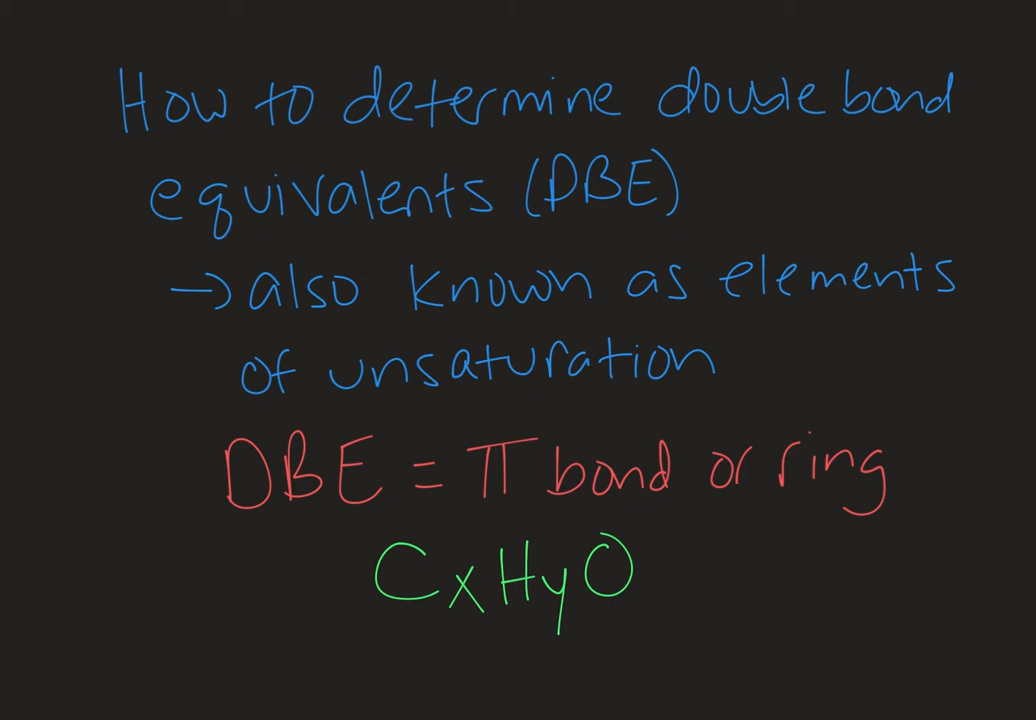 How to determine double bond
equivalents (DBE)
→ also known as elements
of unsaturation
DBE = π bond or ring
CxHyO